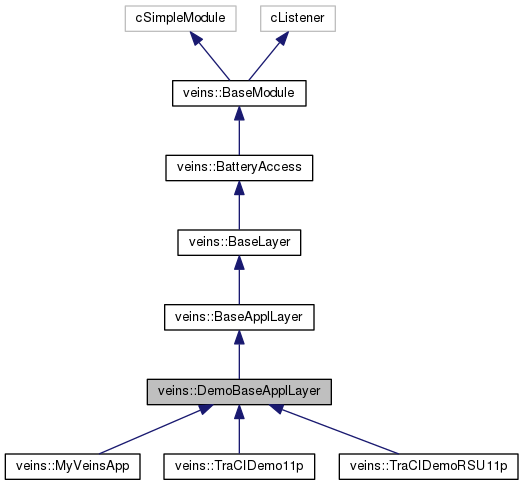 cSimpleModule
cListener
veins::BaseModule
veins::BatteryAccess
veins::BaseLayer
veins::BaseApplLayer
veins::DemoBaseApplLayer
veins::MyVeinsApp
veins::TraCIDemo11p
veins::TraCIDemoRSU11p